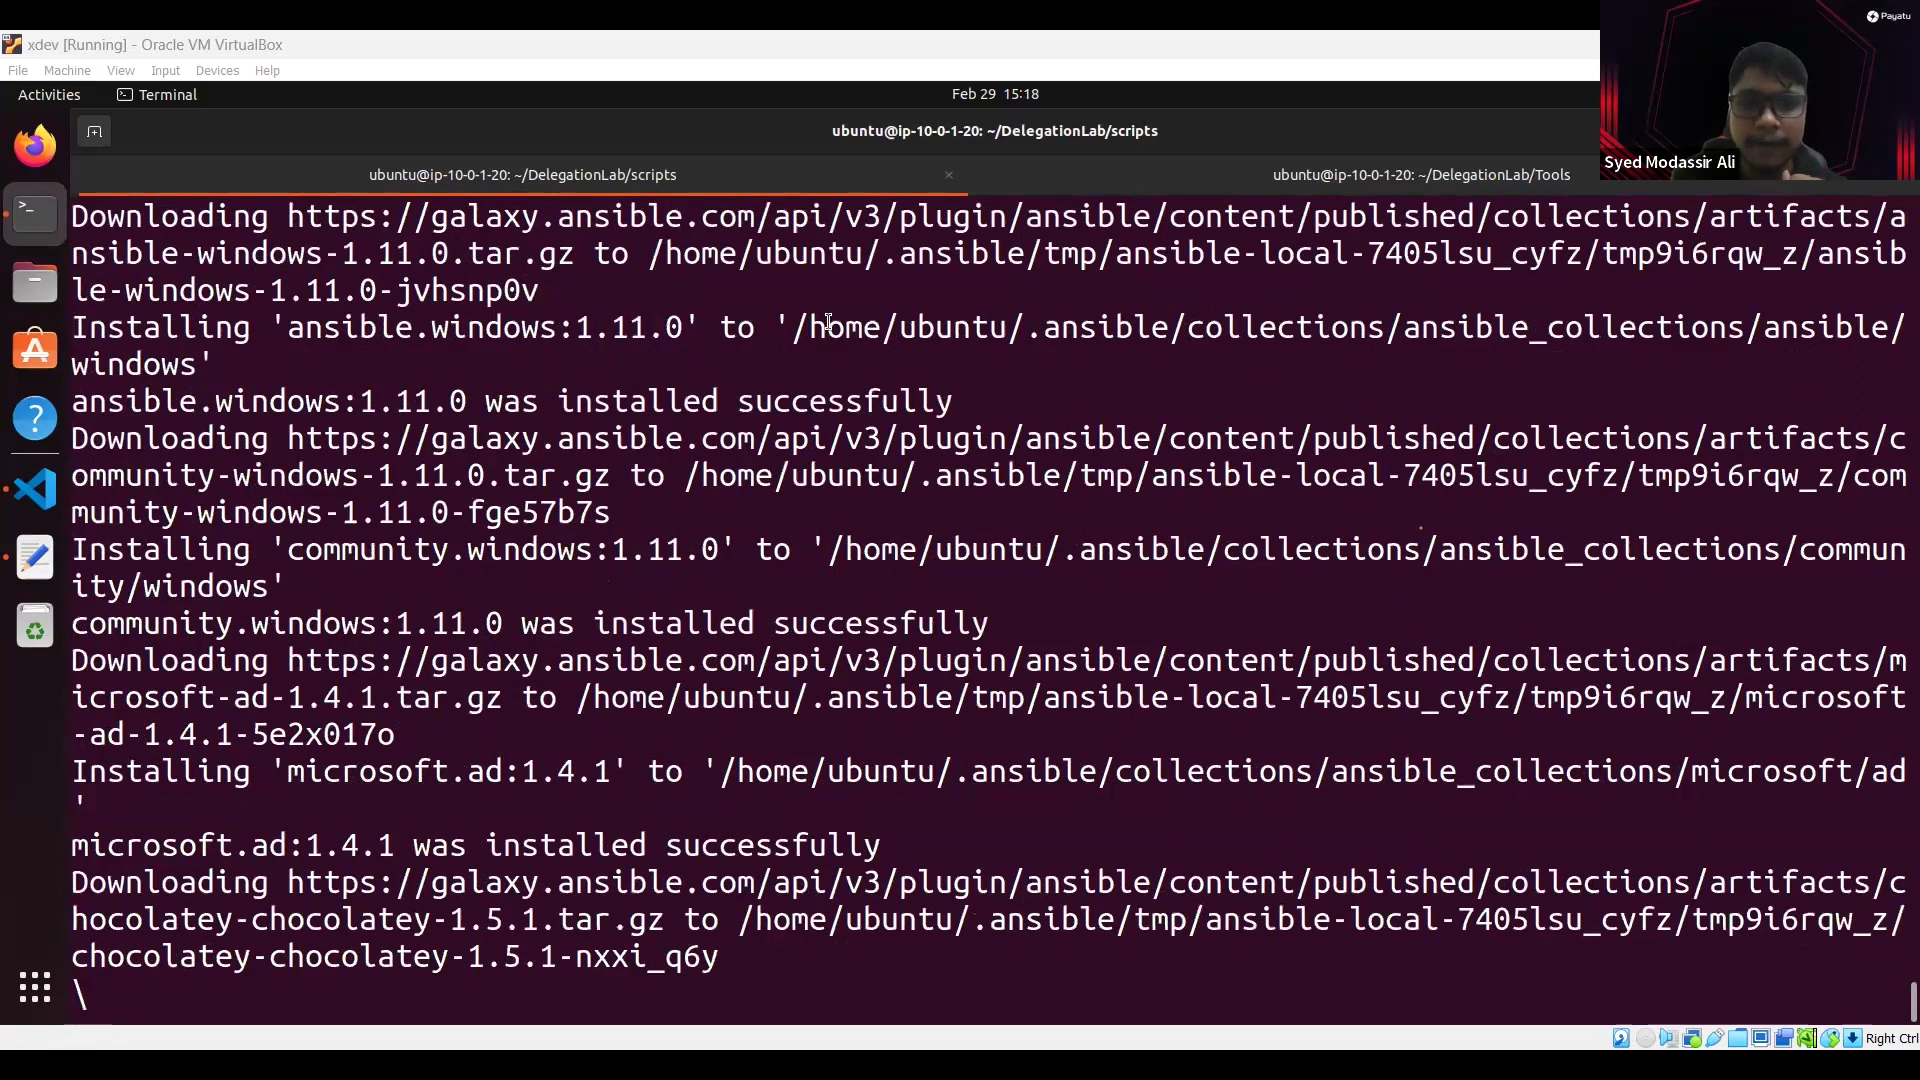 Payatu
xdev [Running] - Oracle VM VirtualBox
File Machine View Input Devices Help
Activities Terminal Feb 29 15:18
ubuntu@ip-10-0-1-20: ~/DelegationLab/scripts
Syed Modassir Ali
ubuntu@ip-10-0-1-20: ~/DelegationLab/scripts × ubuntu@ip-10-0-1-20: ~/DelegationLab/Tools
Downloading https://galaxy.ansible.com/api/v3/plugin/ansible/content/published/collections/artifacts/a
nsible-windows-1.11.0.tar.gz to /home/ubuntu/.ansible/tmp/ansible-local-7405lsu_cyfz/tmp9i6rqw_z/ansib
le-windows-1.11.0-jvhsnp0v
Installing 'ansible.windows:1.11.0' to '/home/ubuntu/.ansible/collections/ansible_collections/ansible/
windows'
ansible.windows:1.11.0 was installed successfully
Downloading https://galaxy.ansible.com/api/v3/plugin/ansible/content/published/collections/artifacts/c
ommunity-windows-1.11.0.tar.gz to /home/ubuntu/.ansible/tmp/ansible-local-7405lsu_cyfz/tmp9i6rqw_z/com
munity-windows-1.11.0-fge57b7s
Installing 'community.windows:1.11.0' to '/home/ubuntu/.ansible/collections/ansible_collections/commun
ity/windows'
community.windows:1.11.0 was installed successfully
Downloading https://galaxy.ansible.com/api/v3/plugin/ansible/content/published/collections/artifacts/m
icrosoft-ad-1.4.1.tar.gz to /home/ubuntu/.ansible/tmp/ansible-local-7405lsu_cyfz/tmp9i6rqw_z/microsoft
-ad-1.4.1-5e2x017o
Installing 'microsoft.ad:1.4.1' to '/home/ubuntu/.ansible/collections/ansible_collections/microsoft/ad
'
microsoft.ad:1.4.1 was installed successfully
Downloading https://galaxy.ansible.com/api/v3/plugin/ansible/content/published/collections/artifacts/c
hocolatey-chocolatey-1.5.1.tar.gz to /home/ubuntu/.ansible/tmp/ansible-local-7405lsu_cyfz/tmp9i6rqw_z/
chocolatey-chocolatey-1.5.1-nxxi_q6y
\
Right Ctrl